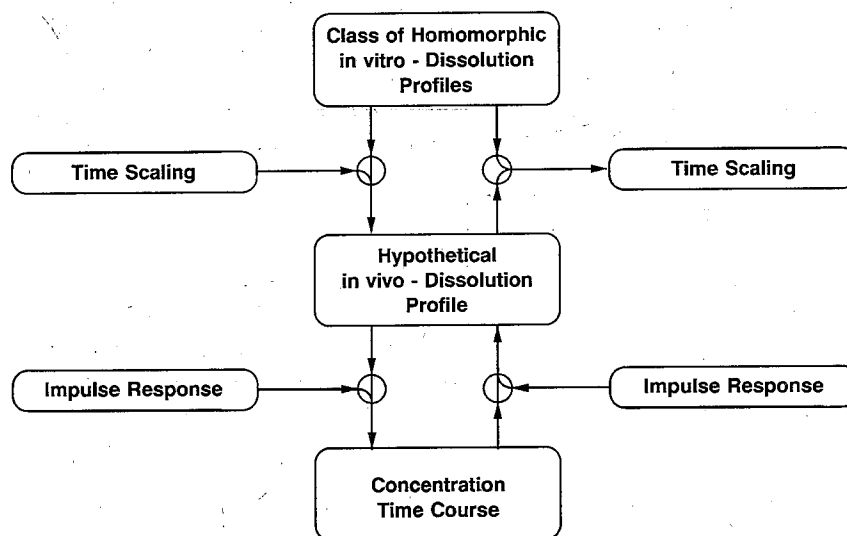 Class of Homomorphic
in vitro - Dissolution
Profiles
Time Scaling
Time Scaling
Hypothetical
in vivo - Dissolution
Profile
Impulse Response
Impulse Response
Concentration
Time Course